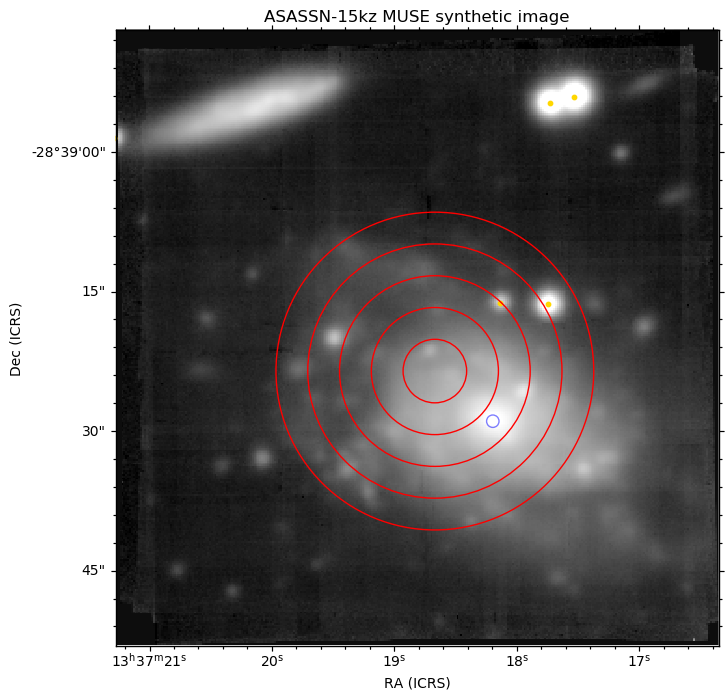 ASASSN-15kz MUSE synthetic image
-28°39'00"
15"
30"
45"
Dec (ICRS)
13h37m21s 20s 19s 18s 17s
RA (ICRS)